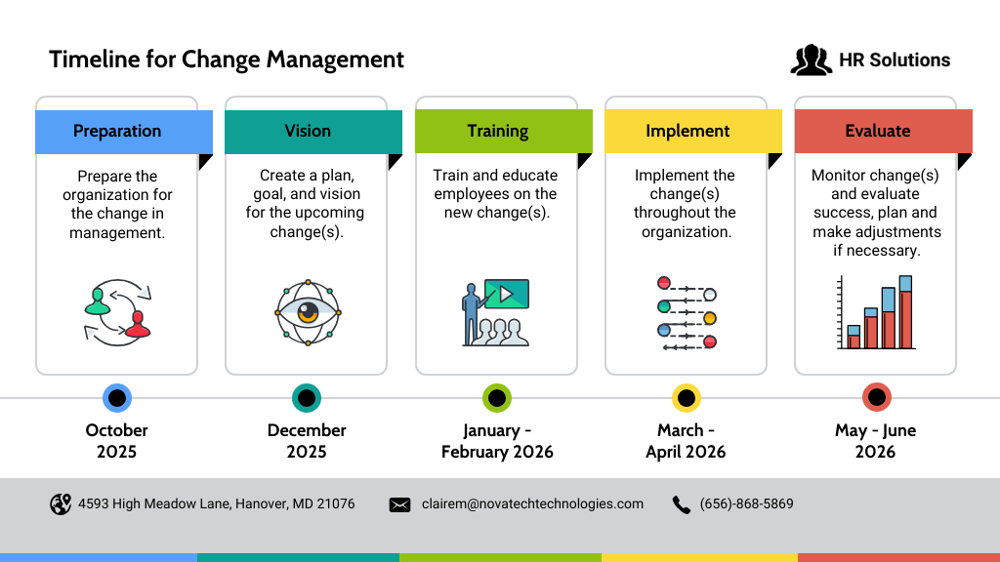 Timeline for Change Management
HR Solutions
Preparation
Prepare the
organization for
the change in
management.
Vision
Create a plan,
goal, and vision
for the upcoming
change(s).
Training
Train and educate
employees on the
new change(s).
Implement
Implement the
change(s)
throughout the
organization.
Evaluate
Monitor change(s)
and evaluate
success, plan and
make adjustments
if necessary.
October
2025
December
2025
January -
February 2026
March -
April 2026
May - June
2026
4593 High Meadow Lane, Hanover, MD 21076
clairem@novatechtechnologies.com
(656)-868-5869